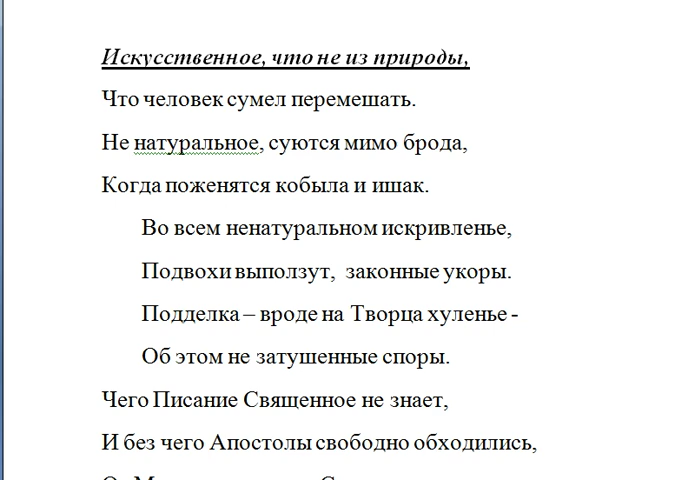 Искусственное, что не из природы,
Что человек сумел перемешать.
Не натуральное, суются мимо брода,
Когда поженятся кобыла и ишак.
Во всем ненатуральном искривленье,
Подвохи выползут, законные укоры.
Подделка – вроде на Творца хуленье -
Об этом не затушенные споры.
Чего Писание Священное не знает,
И без чего Апостолы свободно обходились,